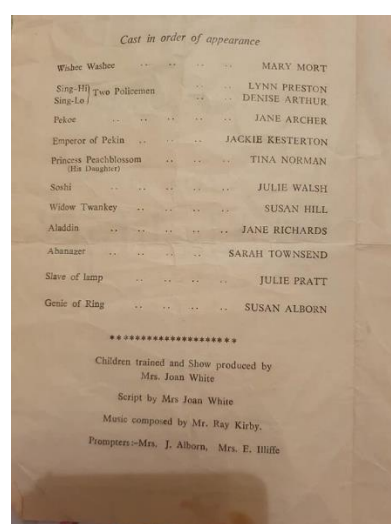 Cast in order of appearance
Wishee Washee .. .. .. .. MARY MORT
Sing-Hi} Two Policemen .. .. LYNN PRESTON
Sing-Lo} .. .. DENISE ARTHUR
Pekoe .. .. .. .. JANE ARCHER
Emperor of Pekin .. .. .. JACKIE KESTERTON
Princess Peachblossom .. .. .. TINA NORMAN
(His Daughter)
Soshi .. .. .. .. JULIE WALSH
Widow Twankey .. .. .. SUSAN HILL
Aladdin .. .. .. .. JANE RICHARDS
Abanazer .. .. .. .. SARAH TOWNSEND
Slave of lamp .. .. .. JULIE PRATT
Genie of Ring .. .. .. SUSAN ALBORN
*********************
Children trained and Show produced by
Mrs. Joan White
Script by Mrs Joan White
Music composed by Mr. Ray Kirby.
Prompters:-Mrs. J. Alborn, Mrs. E. Illiffe